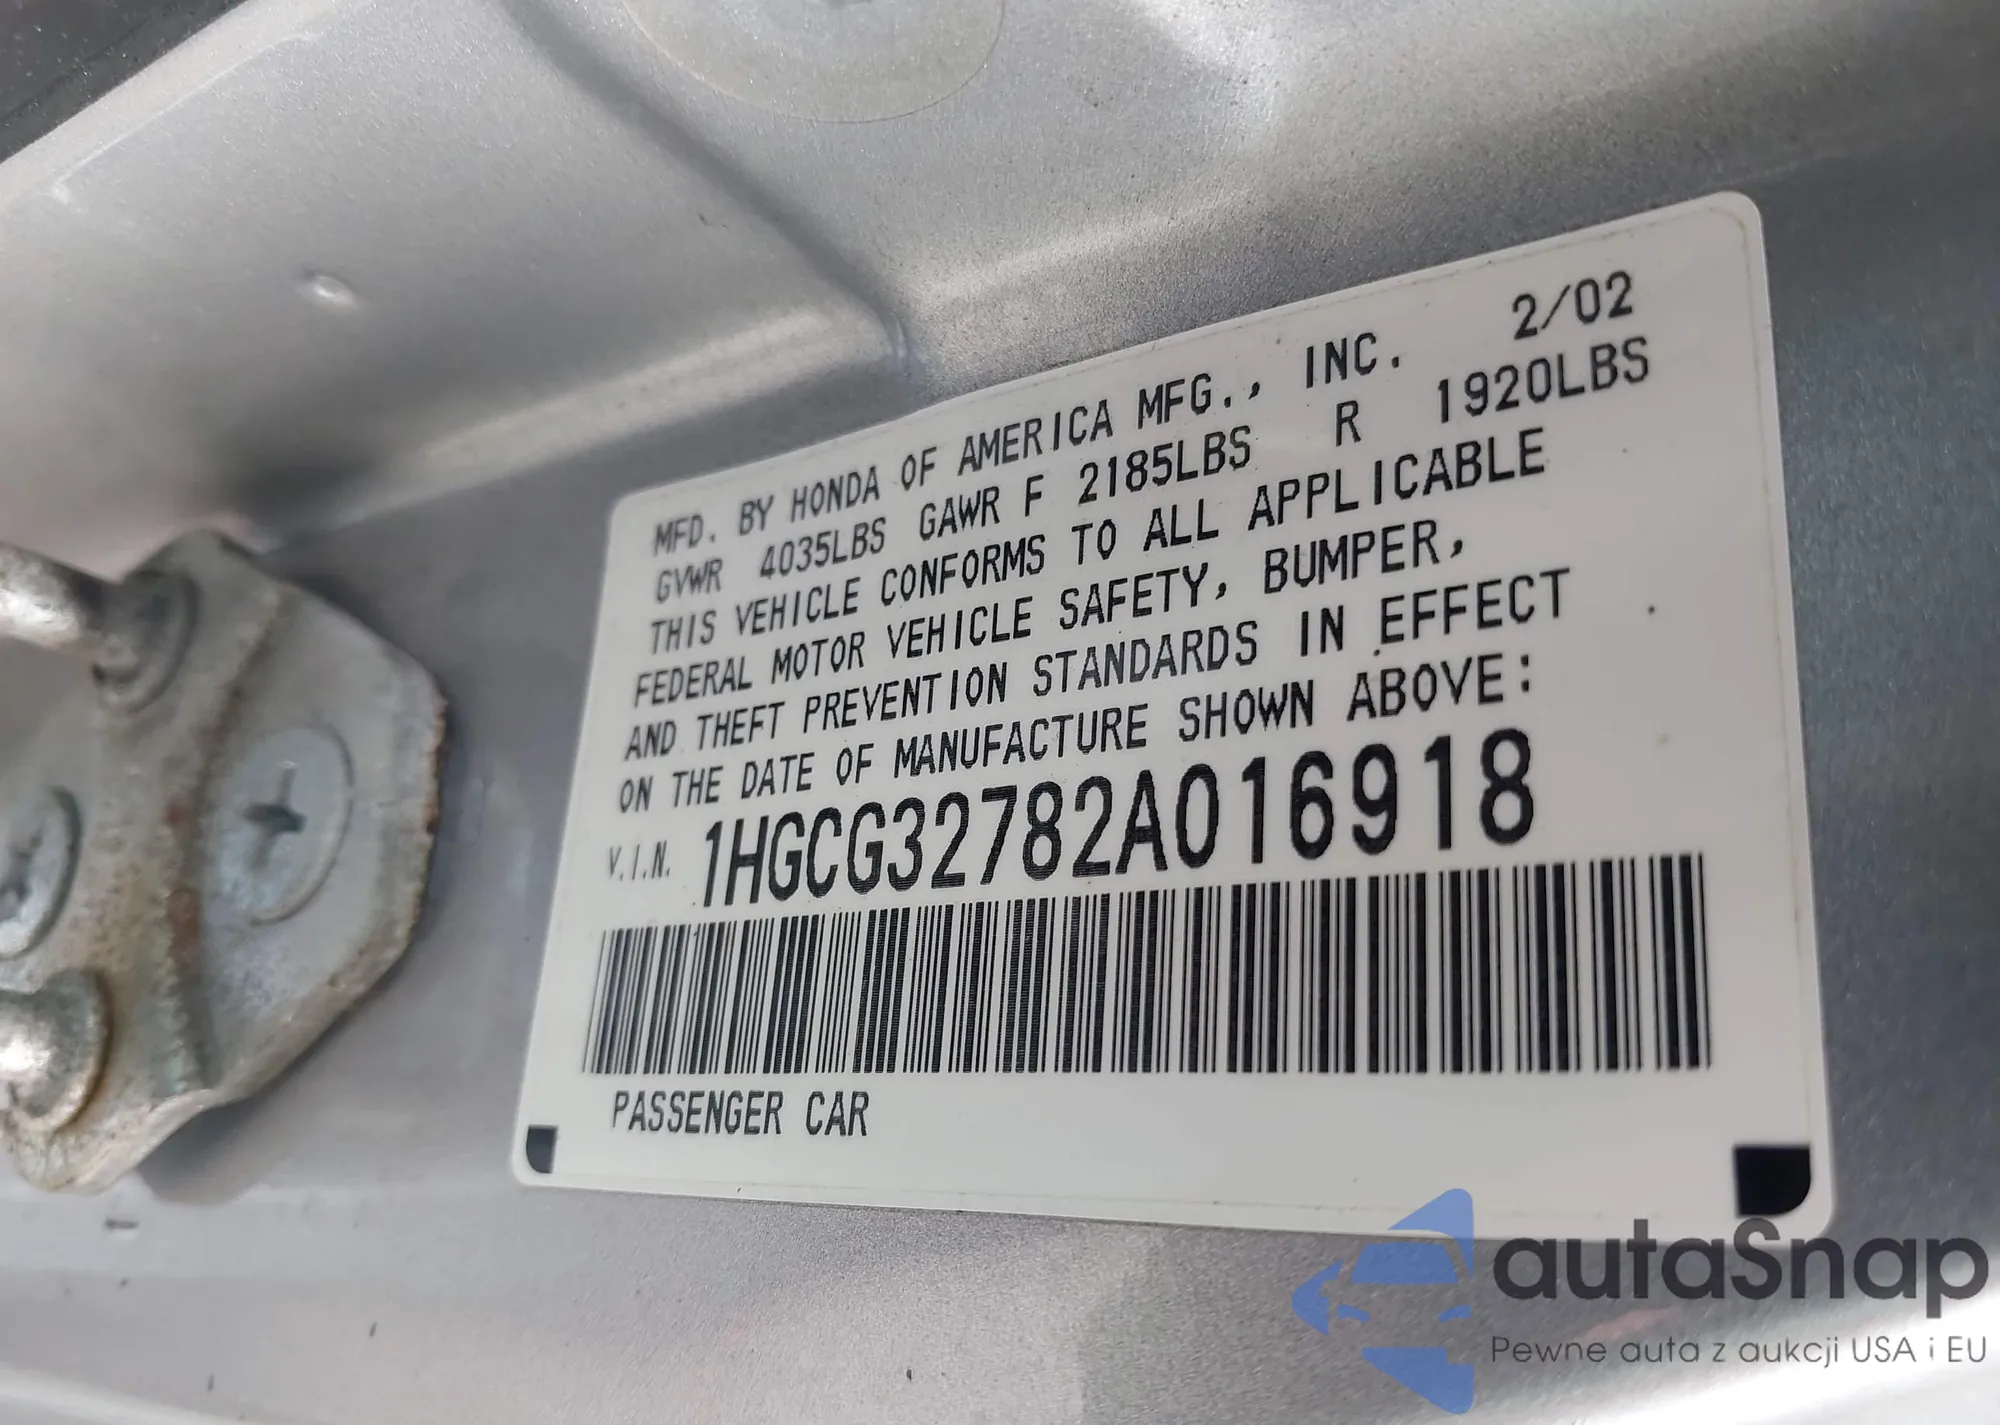 MFD. BY HONDA OF AMERICA MFG., INC. 2/02
GVWR 4035LBS GAWR F 2185LBS R 1920LBS
THIS VEHICLE CONFORMS TO ALL APPLICABLE
FEDERAL MOTOR VEHICLE SAFETY, BUMPER,
AND THEFT PREVENTION STANDARDS IN EFFECT
ON THE DATE OF MANUFACTURE SHOWN ABOVE:
V.I.N. 1HGCG32782A016918
PASSENGER CAR
autaSnap
Pewne auta z aukcji USA i EU